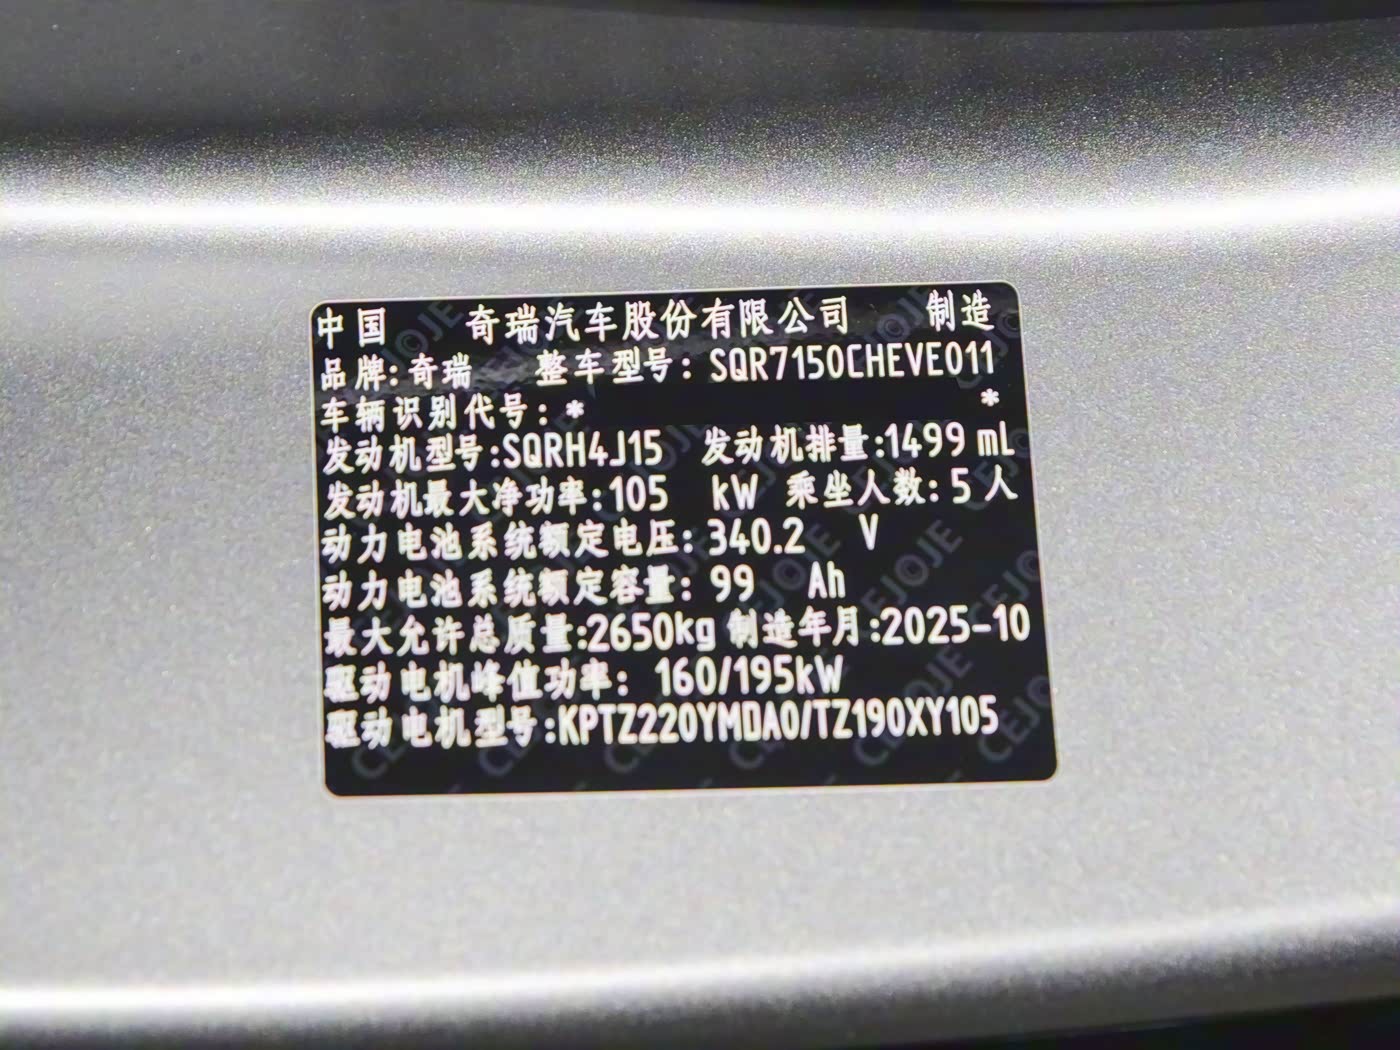 中国 奇瑞汽车股份有限公司 制造
品牌:奇瑞 整车型号:SQR7150CHEVE011
车辆识别代号:* *
发动机型号:SQRH4J15 发动机排量:1499 mL
发动机最大净功率:105 kW 乘坐人数:5人
动力电池系统额定电压:340.2 V
动力电池系统额定容量:99 Ah
最大允许总质量:2650kg 制造年月:2025-10
驱动电机峰值功率: 160/195kW
驱动电机型号:KPTZ220YMDA0/TZ190XY105